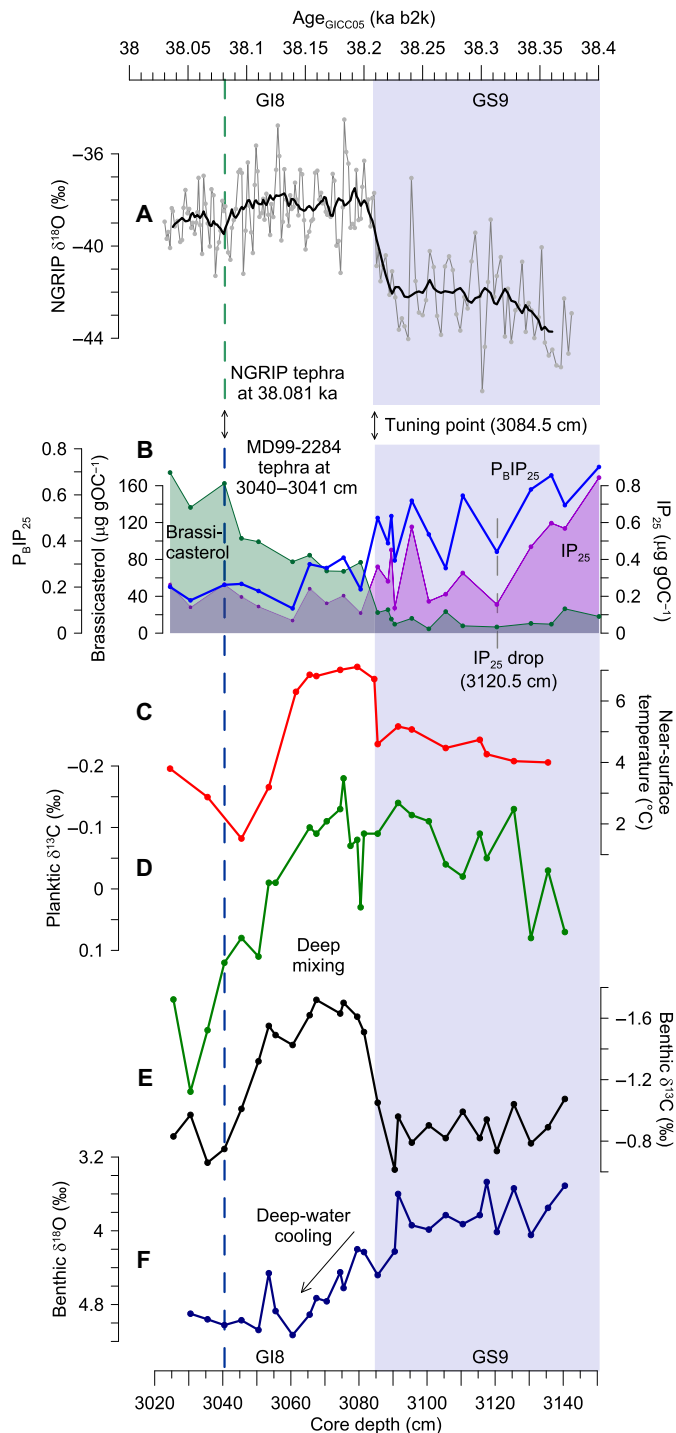 Age_GICC05 (ka b2k)
38 38.05 38.1 38.15 38.2 38.25 38.3 38.35 38.4
GI8 GS9
A
NGRIP δ¹⁸O (‰)
−36
−40
−44
NGRIP tephra
at 38.081 ka
Tuning point (3084.5 cm)
B
MD99-2284
tephra at
3040–3041 cm
P_BIP₂₅
0.8
0.6
0.4
0.2
0
Brassicasterol (μg gOC⁻¹)
160
120
80
40
0
Brassi-
casterol
P_BIP₂₅
IP₂₅
IP₂₅ (μg gOC⁻¹)
0.8
0.6
0.4
0.2
0
IP₂₅ drop
(3120.5 cm)
C
Near-surface
temperature (°C)
6
4
2
D
Planktic δ¹³C (‰)
−0.2
−0.1
0
0.1
Deep
mixing
E
Benthic δ¹³C (‰)
−1.6
−1.2
−0.8
F
Benthic δ¹⁸O (‰)
3.2
4
4.8
Deep-water
cooling
GI8 GS9
3020 3040 3060 3080 3100 3120 3140
Core depth (cm)